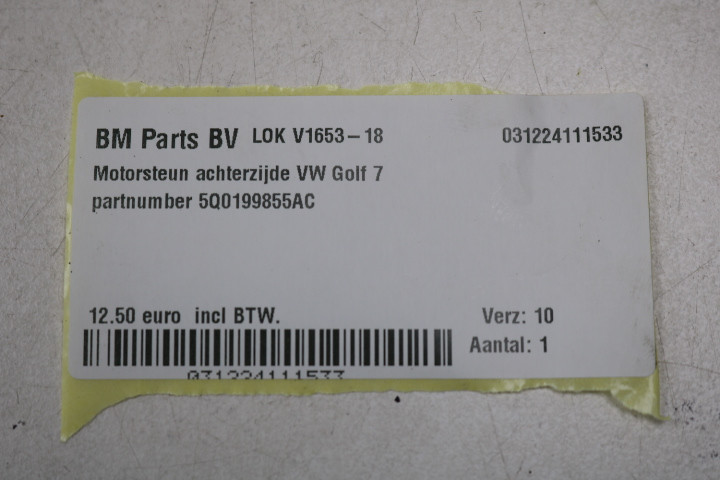 BM Parts BV LOK V1653-18 031224111533
Motorsteun achterzijde VW Golf 7
partnumber 5Q0199855AC
12.50 euro incl BTW. Verz: 10
Aantal: 1
031224111533